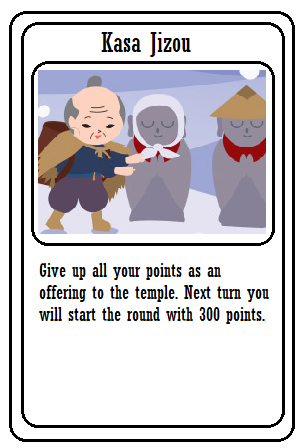 Kasa Jizou
Give up all your points as an
offering to the temple. Next turn you
will start the round with 300 points.